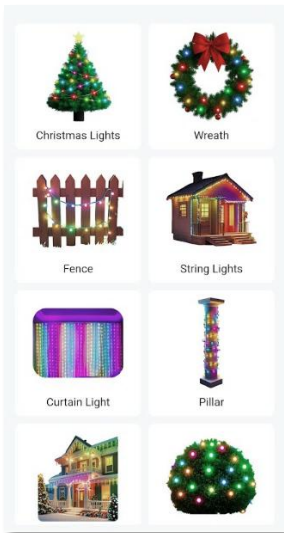 Christmas Lights
Wreath
Fence
String Lights
Curtain Light
Pillar